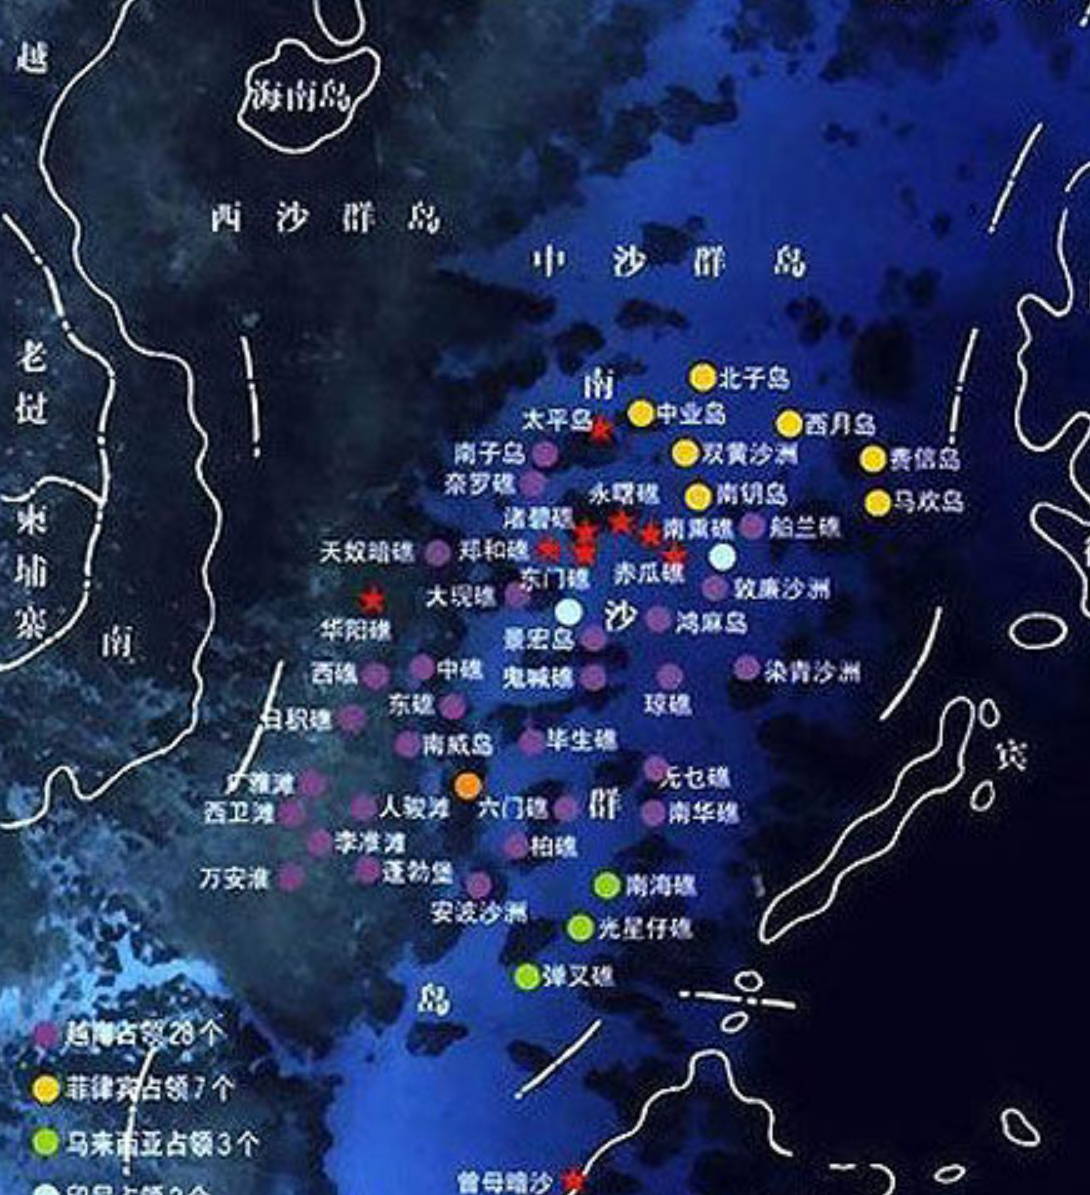 越
海南岛
西沙群岛
中沙群岛
老挝
柬埔寨
南
南
沙
群
岛
宾
北子岛
太平岛
中业岛
西月岛
南子岛
双黄沙洲
费信岛
奈罗礁
永曙礁
南钥岛
马欢岛
渚碧礁
南熏礁
舶兰礁
天奴暗礁
郑和礁
东门礁
赤瓜礁
敦廉沙洲
大现礁
华阳礁
景宏岛
鸿麻岛
西礁
中礁
鬼喊礁
琼礁
染青沙洲
日积礁
东礁
南威岛
毕生礁
无乜礁
广雅滩
西卫滩
人骏滩
六门礁
南华礁
李准滩
柏礁
万安淮
蓬勃堡
安波沙洲
南海礁
光星仔礁
弹叉礁
越南占领28个
菲律宾占领7个
马来西亚占领3个
曾母暗沙